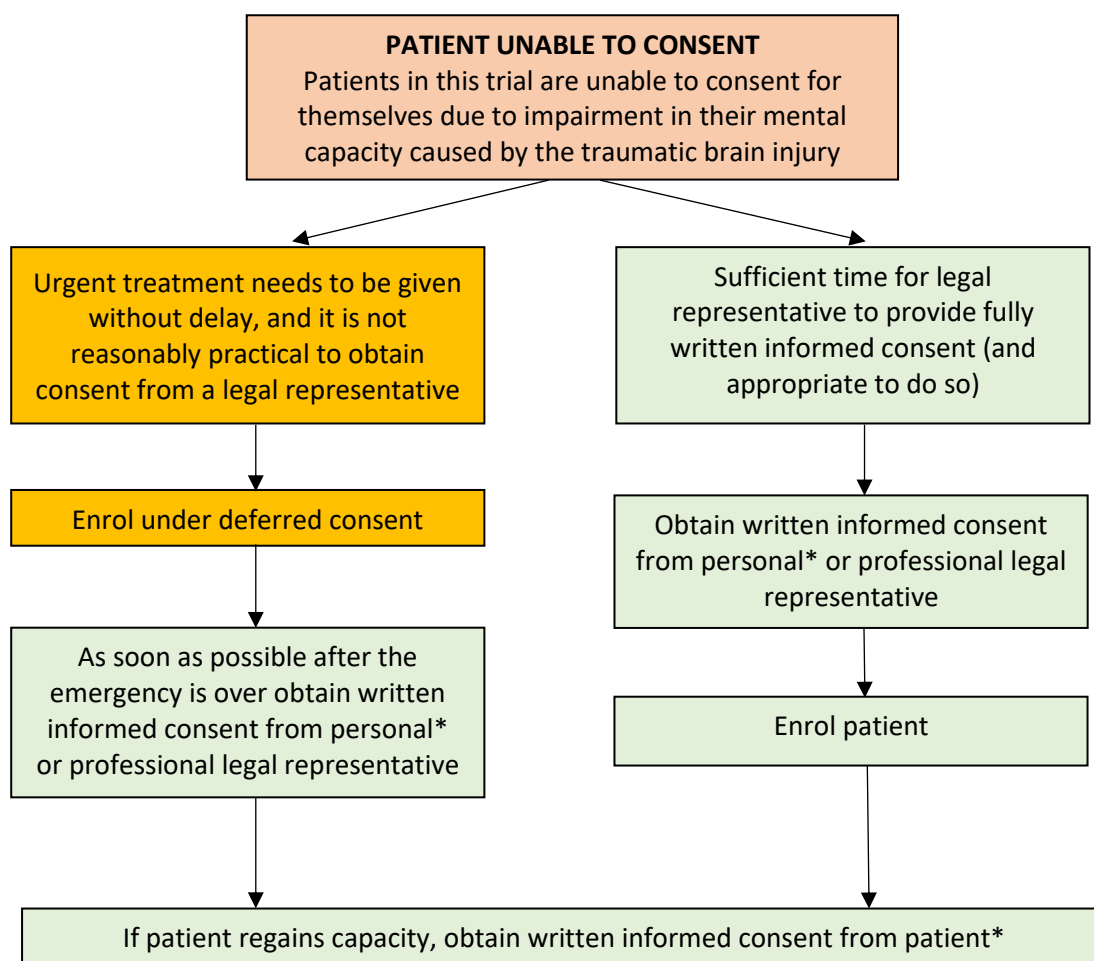 PATIENT UNABLE TO CONSENT
Patients in this trial are unable to consent for
themselves due to impairment in their mental
capacity caused by the traumatic brain injury
Urgent treatment needs to be given
without delay, and it is not
reasonably practical to obtain
consent from a legal representative
Enrol under deferred consent
As soon as possible after the
emergency is over obtain written
informed consent from personal*
or professional legal representative
Sufficient time for legal
representative to provide fully
written informed consent (and
appropriate to do so)
Obtain written informed consent
from personal* or professional legal
representative
Enrol patient
If patient regains capacity, obtain written informed consent from patient*